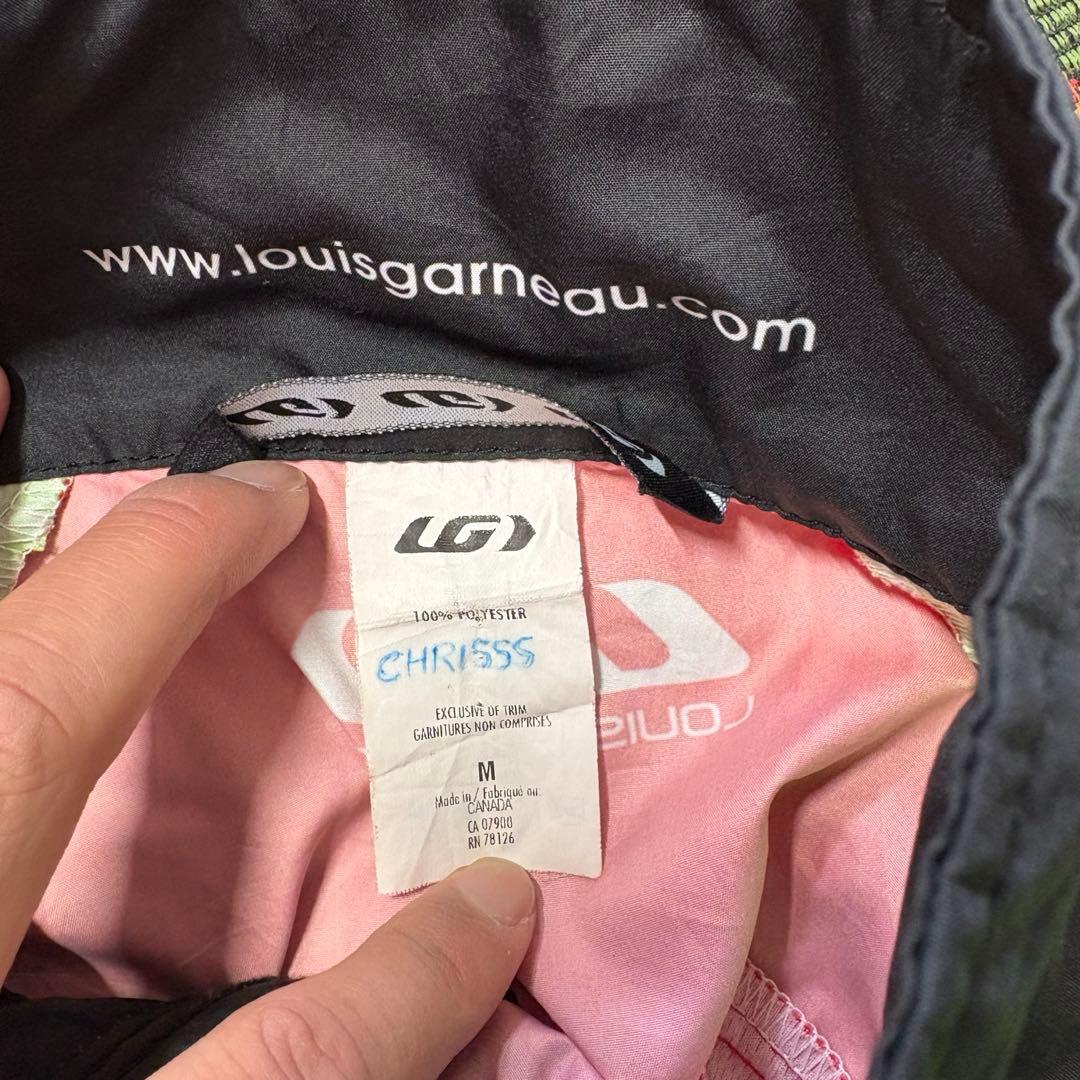 www.louisgarneau.com
LG
100% POLYESTER
CHRISSS
EXCLUSIVE OF TRIM
GARNITURES NON COMPRISES
M
Made in / Fabriqué au:
CANADA
CA 07900
RN 78126